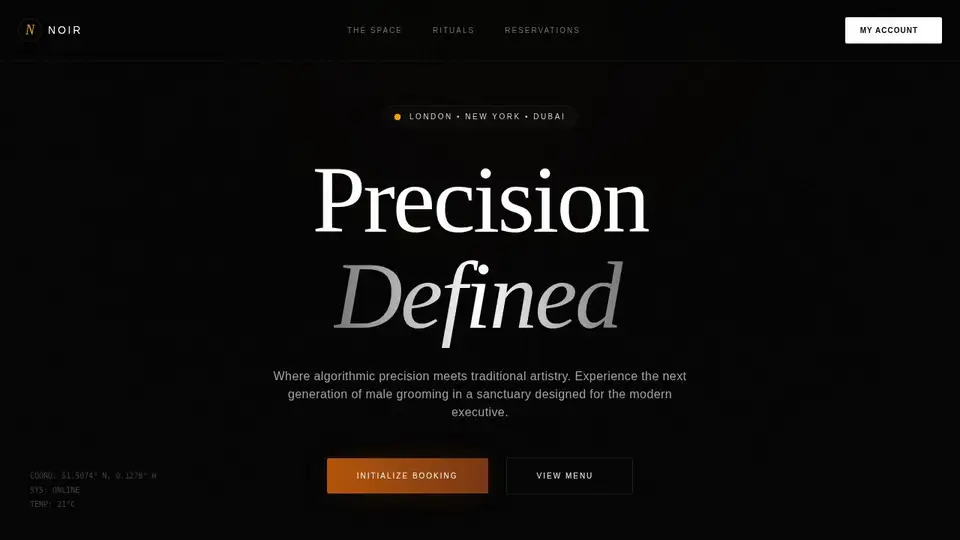 N NOIR
THE SPACE RITUALS RESERVATIONS
MY ACCOUNT
LONDON • NEW YORK • DUBAI
Precision
Defined
Where algorithmic precision meets traditional artistry. Experience the next
generation of male grooming in a sanctuary designed for the modern
executive.
INITIALIZE BOOKING VIEW MENU
COORD: 51.5074° N, 0.1278° W
SYS: ONLINE
TEMP: 21°C